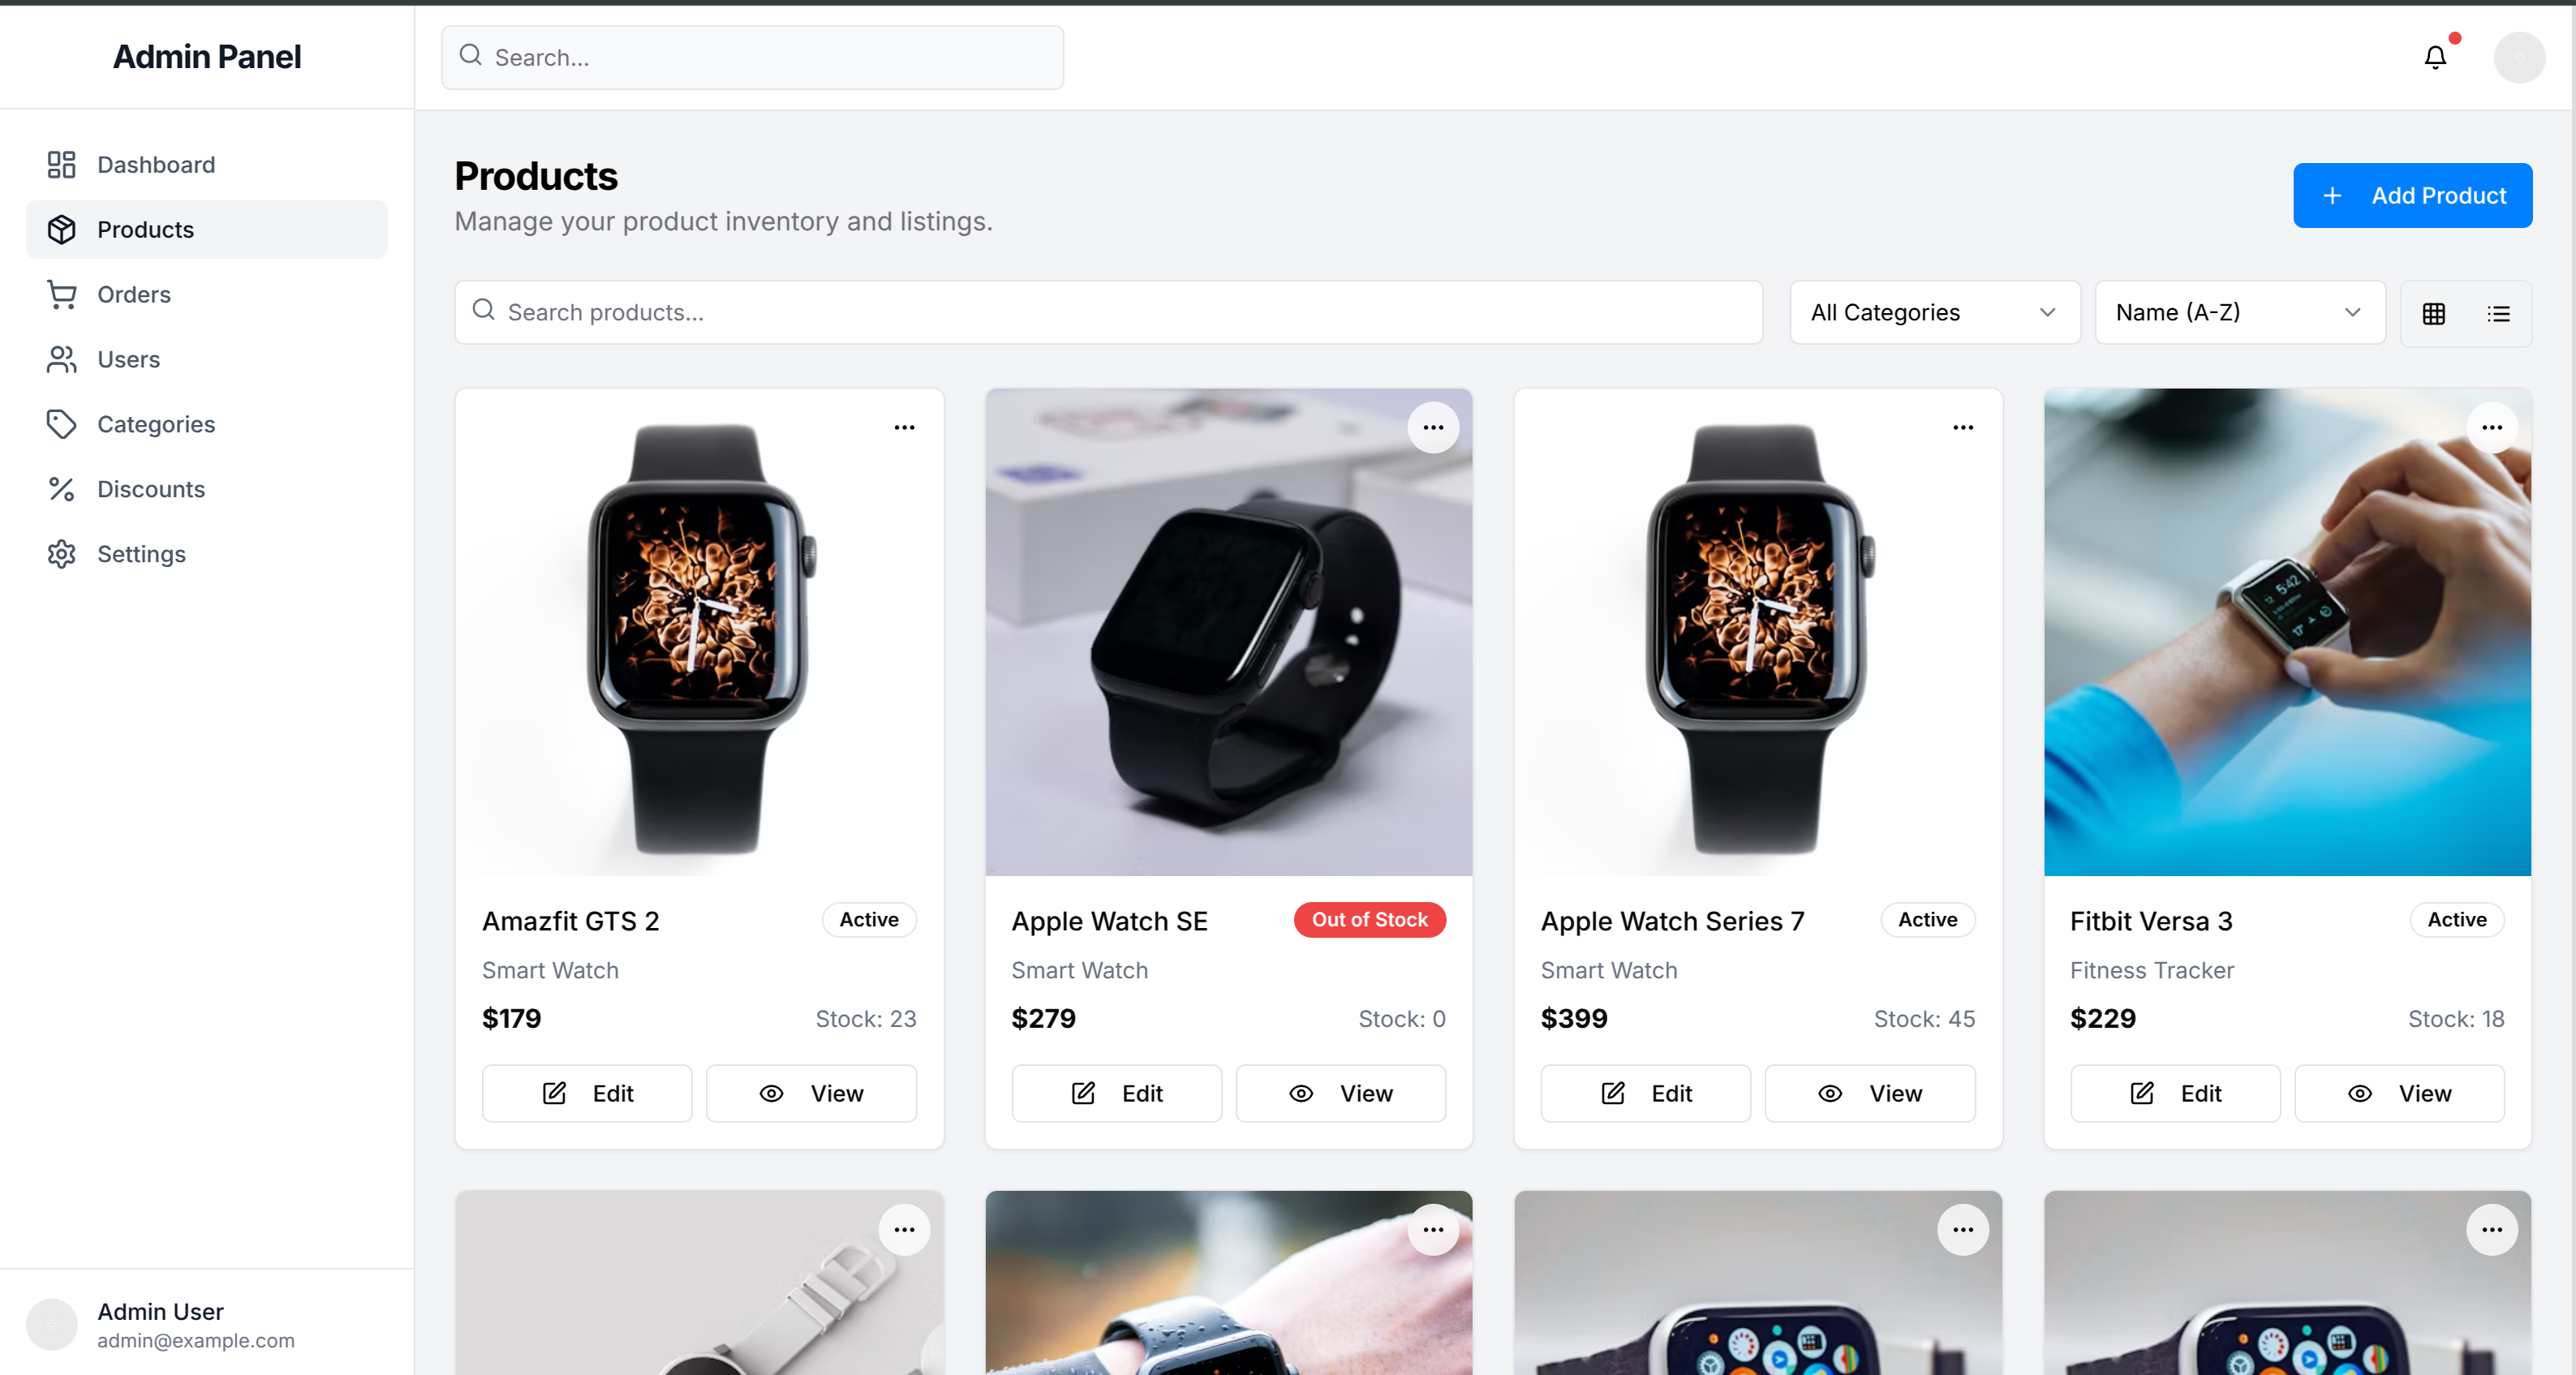 Admin Panel
Search...
Dashboard
Products
Orders
Users
Categories
Discounts
Settings
Admin User
admin@example.com
Products
Manage your product inventory and listings.
Add Product
Search products...
All Categories
Name (A-Z)
Amazfit GTS 2
Active
Smart Watch
$179
Stock: 23
Edit
View
Apple Watch SE
Out of Stock
Smart Watch
$279
Stock: 0
Edit
View
Apple Watch Series 7
Active
Smart Watch
$399
Stock: 45
Edit
View
5:42
Fitbit Versa 3
Active
Fitness Tracker
$229
Stock: 18
Edit
View